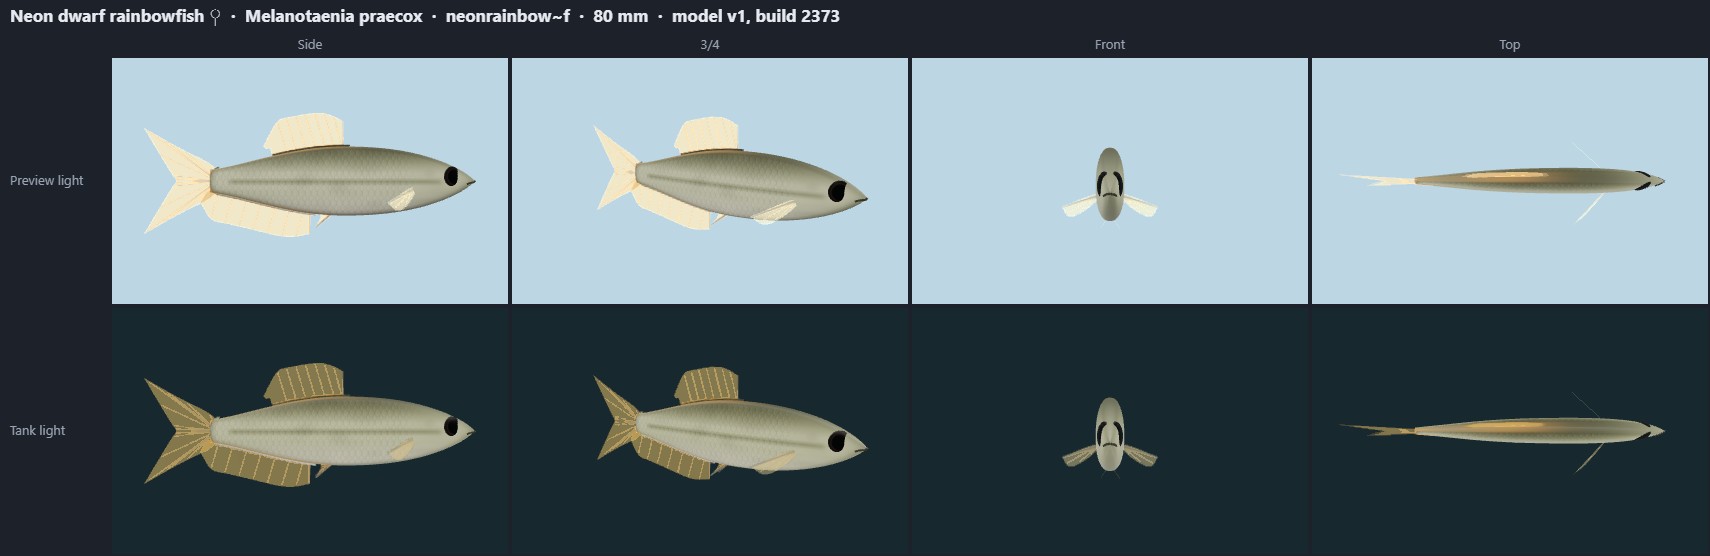 Neon dwarf rainbowfish ♀ · Melanotaenia praecox · neonrainbow~f · 80 mm · model v1, build 2373
Side 3/4 Front Top
Preview light
Tank light